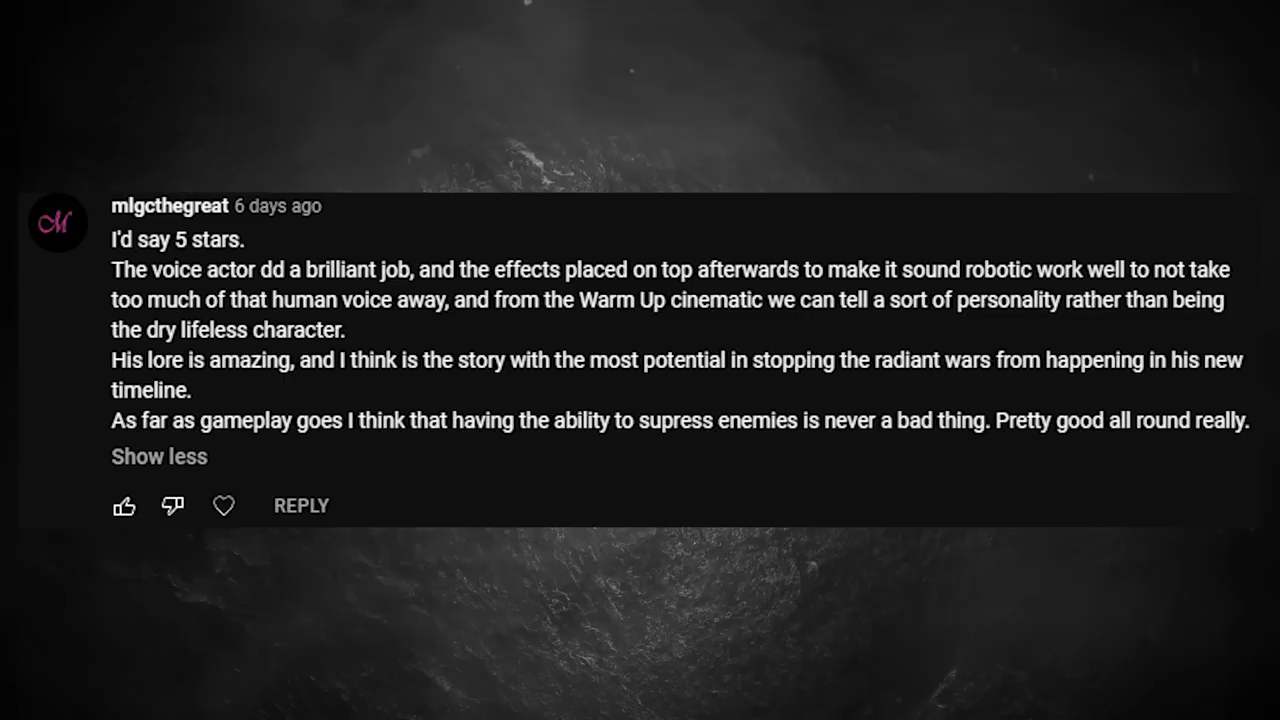 M
mlgcthegreat 6 days ago
I'd say 5 stars.
The voice actor dd a brilliant job, and the effects placed on top afterwards to make it sound robotic work well to not take
too much of that human voice away, and from the Warm Up cinematic we can tell a sort of personality rather than being
the dry lifeless character.
His lore is amazing, and I think is the story with the most potential in stopping the radiant wars from happening in his new
timeline.
As far as gameplay goes I think that having the ability to supress enemies is never a bad thing. Pretty good all round really.
Show less
REPLY